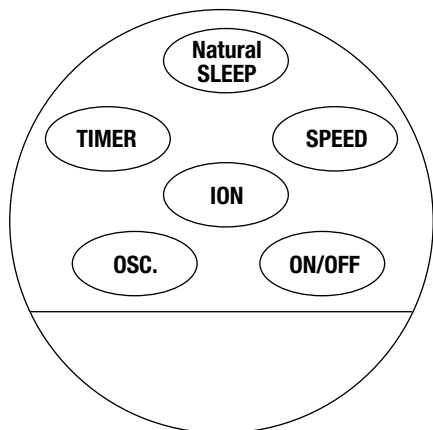 Natural
SLEEP
TIMER
SPEED
ION
OSC.
ON/OFF